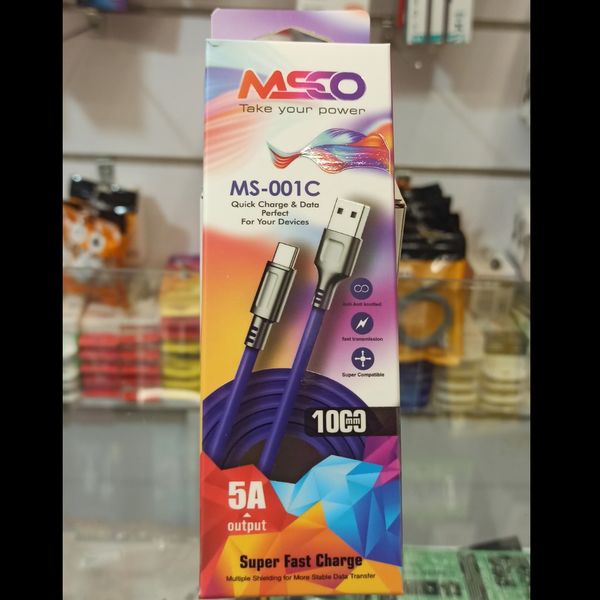 MSCO
Take your power
MS-001C
Quick Charge & Data
Perfect
For Your Devices
Anti Anti knotted
fast transmission
Super Compatible
1000
mm
5A
output
Super Fast Charge
Multiple Shielding for More Stable Data Transfer